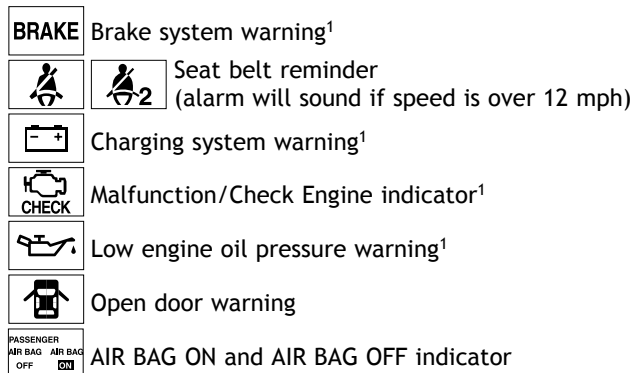 BRAKE Brake system warning¹
2 Seat belt reminder
(alarm will sound if speed is over 12 mph)
- + Charging system warning¹
CHECK Malfunction/Check Engine indicator¹
Low engine oil pressure warning¹
Open door warning
PASSENGER
AIR BAG AIR BAG
OFF ON AIR BAG ON and AIR BAG OFF indicator